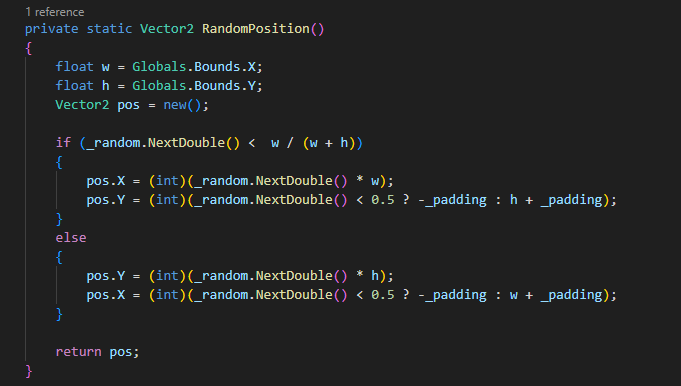 1 reference
private static Vector2 RandomPosition()
{
    float w = Globals.Bounds.X;
    float h = Globals.Bounds.Y;
    Vector2 pos = new();

    if (_random.NextDouble() <  w / (w + h))
    {
        pos.X = (int)(_random.NextDouble() * w);
        pos.Y = (int)(_random.NextDouble() < 0.5 ? -_padding : h + _padding);
    }
    else
    {
        pos.Y = (int)(_random.NextDouble() * h);
        pos.X = (int)(_random.NextDouble() < 0.5 ? -_padding : w + _padding);
    }

    return pos;
}